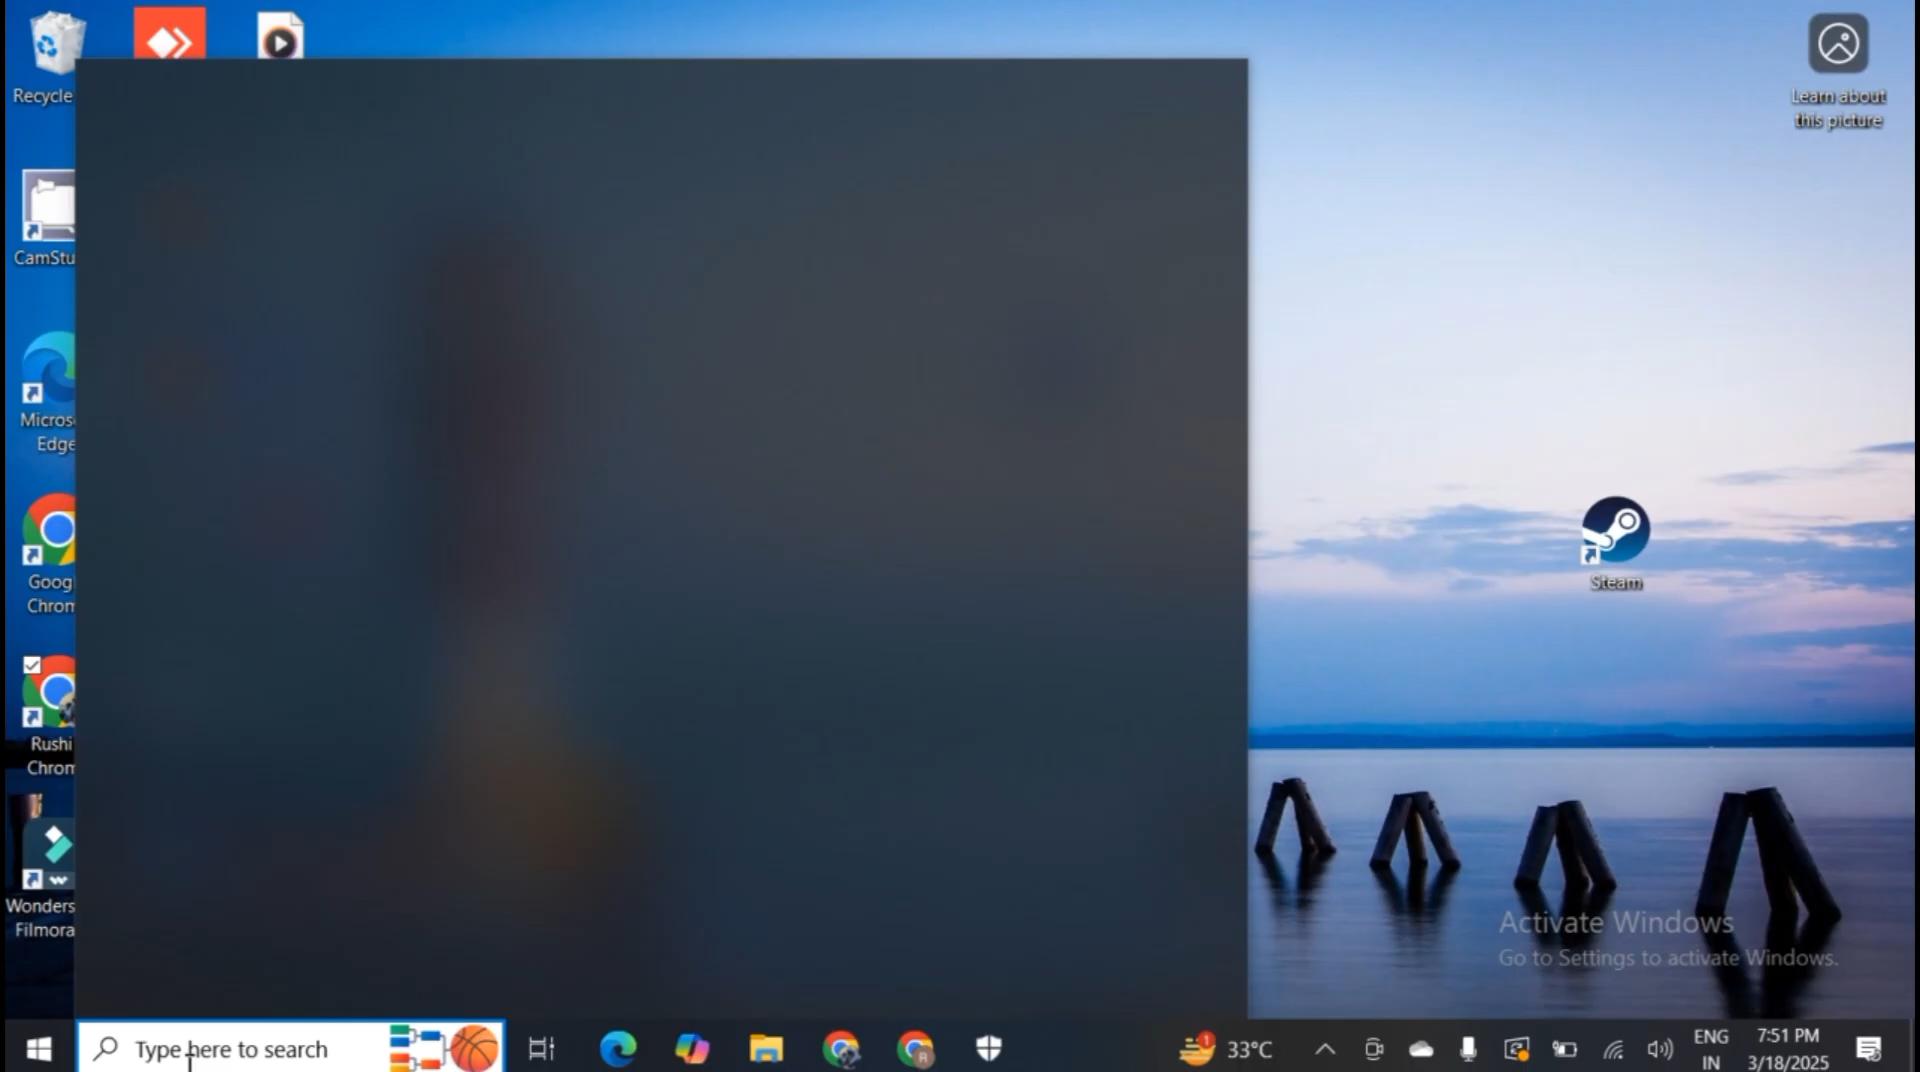 Recycle
Learn about
this picture
CamStu
Micros
Edge
Goog
Chrom
Steam
Rushi
Chrom
Wonders
Filmora
Activate Windows
Go to Settings to activate Windows.
Type here to search
R
1
33°C
ENG
IN
7:51 PM
3/18/2025